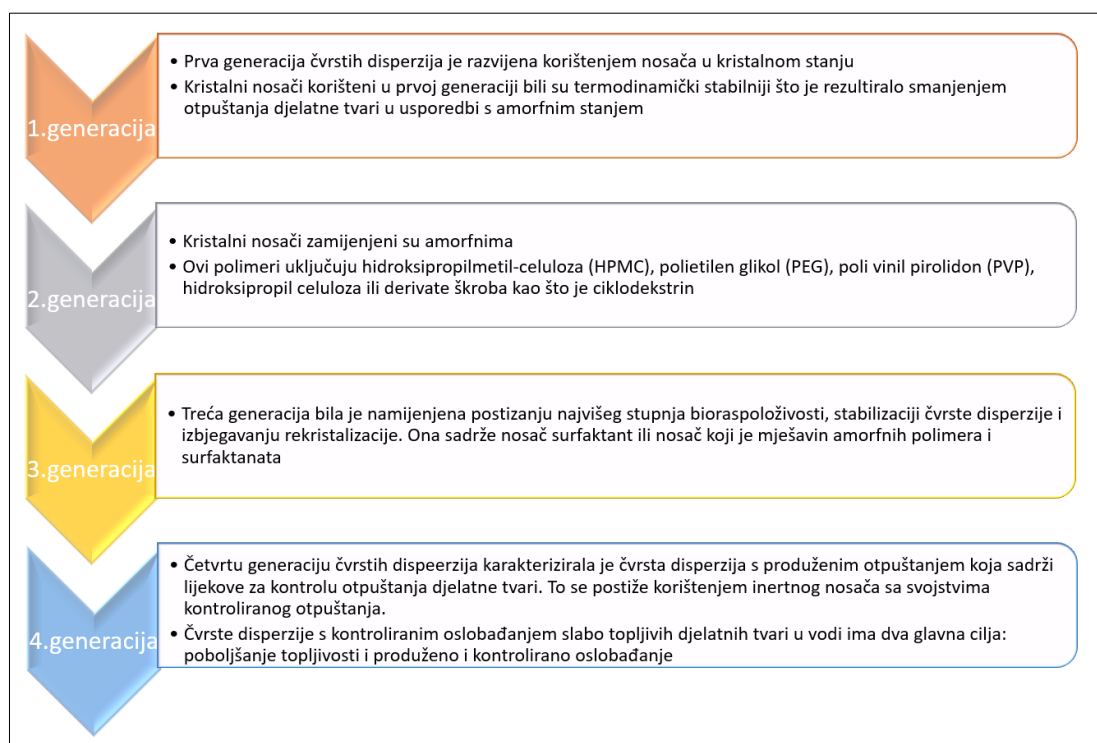 1.generacija
• Prva generacija čvrstih disperzija je razvijena korištenjem nosača u kristalnom stanju
• Kristalni nosači korišteni u prvoj generaciji bili su termodinamički stabilniji što je rezultiralo smanjenjem
otpuštanja djelatne tvari u usporedbi s amorfnim stanjem
2.generacija
• Kristalni nosači zamijenjeni su amorfnima
• Ovi polimeri uključuju hidroksipropilmetil-celuloza (HPMC), polietilen glikol (PEG), poli vinil pirolidon (PVP),
hidroksipropil celuloza ili derivate škroba kao što je ciklodekstrin
3.generacija
• Treća generacija bila je namijenjena postizanju najvišeg stupnja bioraspoloživosti, stabilizaciji čvrste disperzije i
izbjegavanju rekristalizacije. Ona sadrže nosač surfaktant ili nosač koji je mješavin amorfnih polimera i
surfaktanata
4.generacija
• Četvrtu generaciju čvrstih dispeerzija karakterizirala je čvrsta disperzija s produženim otpuštanjem koja sadrži
lijekove za kontrolu otpuštanja djelatne tvari. To se postiže korištenjem inertnog nosača sa svojstvima
kontroliranog otpuštanja.
• Čvrste disperzije s kontroliranim oslobađanjem slabo topljivih djelatnih tvari u vodi ima dva glavna cilja:
poboljšanje topljivosti i produženo i kontrolirano oslobađanje